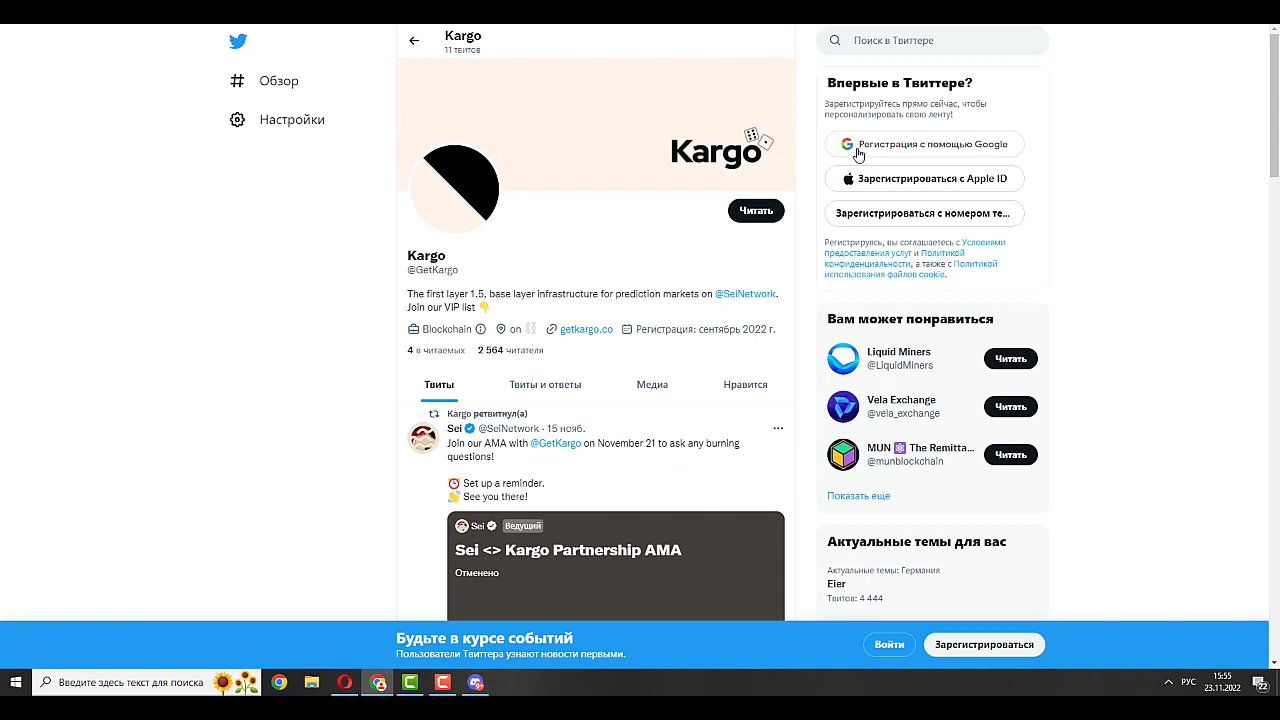 Kargo
11 твитов
Поиск в Твиттере
Обзор
Настройки
Kargo
Читать
Kargo
@GetKargo
The first layer 1.5, base layer infrastructure for prediction markets on @SeiNetwork.
Join our VIP list 👇
Blockchain on ⛓ getkargo.co Регистрация: сентябрь 2022 г.
4 в читаемых 2 564 читателя
Твиты Твиты и ответы Медиа Нравится
Kargo ретвитнул(а)
Sei @SeiNetwork · 15 нояб.
Join our AMA with @GetKargo on November 21 to ask any burning
questions!
⏰ Set up a reminder.
👋 See you there!
Sei Ведущий
Sei <> Kargo Partnership AMA
Отменено
Впервые в Твиттере?
Зарегистрируйтесь прямо сейчас, чтобы
персонализировать свою ленту!
Регистрация с помощью Google
Зарегистрироваться с Apple ID
Зарегистрироваться с номером те...
Регистрируясь, вы соглашаетесь с Условиями
предоставления услуг и Политикой
конфиденциальности, а также с Политикой
использования файлов cookie.
Вам может понравиться
Liquid Miners
@LIquidMiners
Читать
Vela Exchange
@vela_exchange
Читать
MUN ⚛ The Remitta...
@munblockchain
Читать
Показать еще
Актуальные темы для вас
Актуальные темы: Германия
Eier
Твитов: 4 444
Будьте в курсе событий
Пользователи Твиттера узнают новости первыми.
Войти
Зарегистрироваться
Введите здесь текст для поиска
РУС
15:55
23.11.2022
22